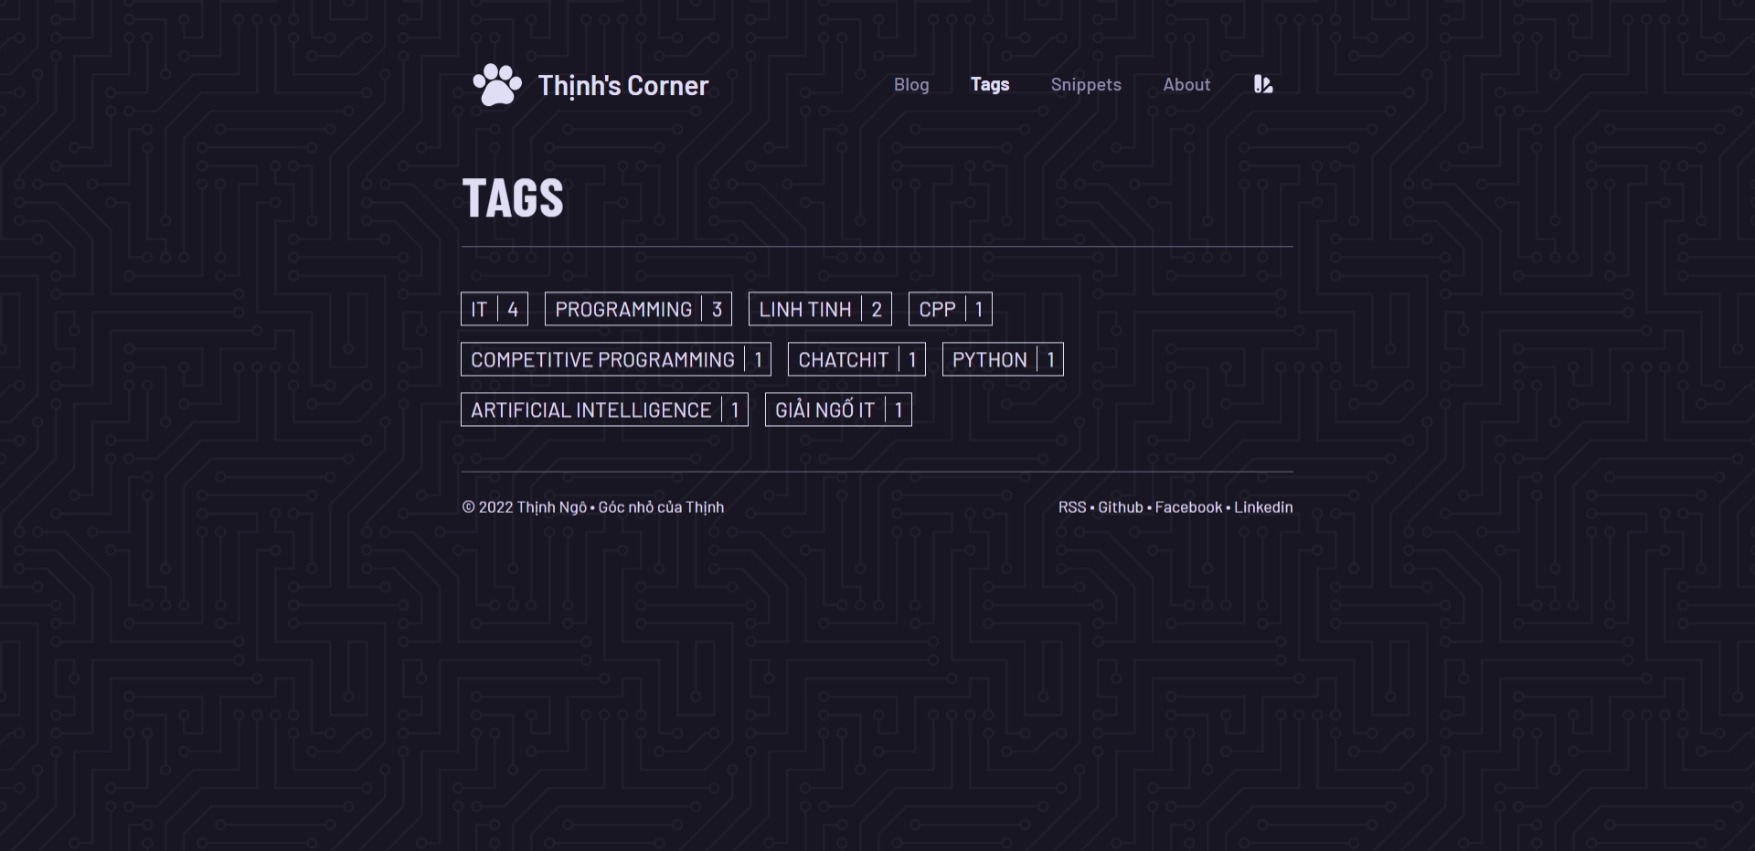 Thịnh's Corner
Blog Tags Snippets About
TAGS
IT 4 PROGRAMMING 3 LINH TINH 2 CPP 1
COMPETITIVE PROGRAMMING 1 CHATCHIT 1 PYTHON 1
ARTIFICIAL INTELLIGENCE 1 GIẢI NGỐ IT 1
© 2022 Thịnh Ngô • Góc nhỏ của Thịnh
RSS • Github • Facebook • Linkedin